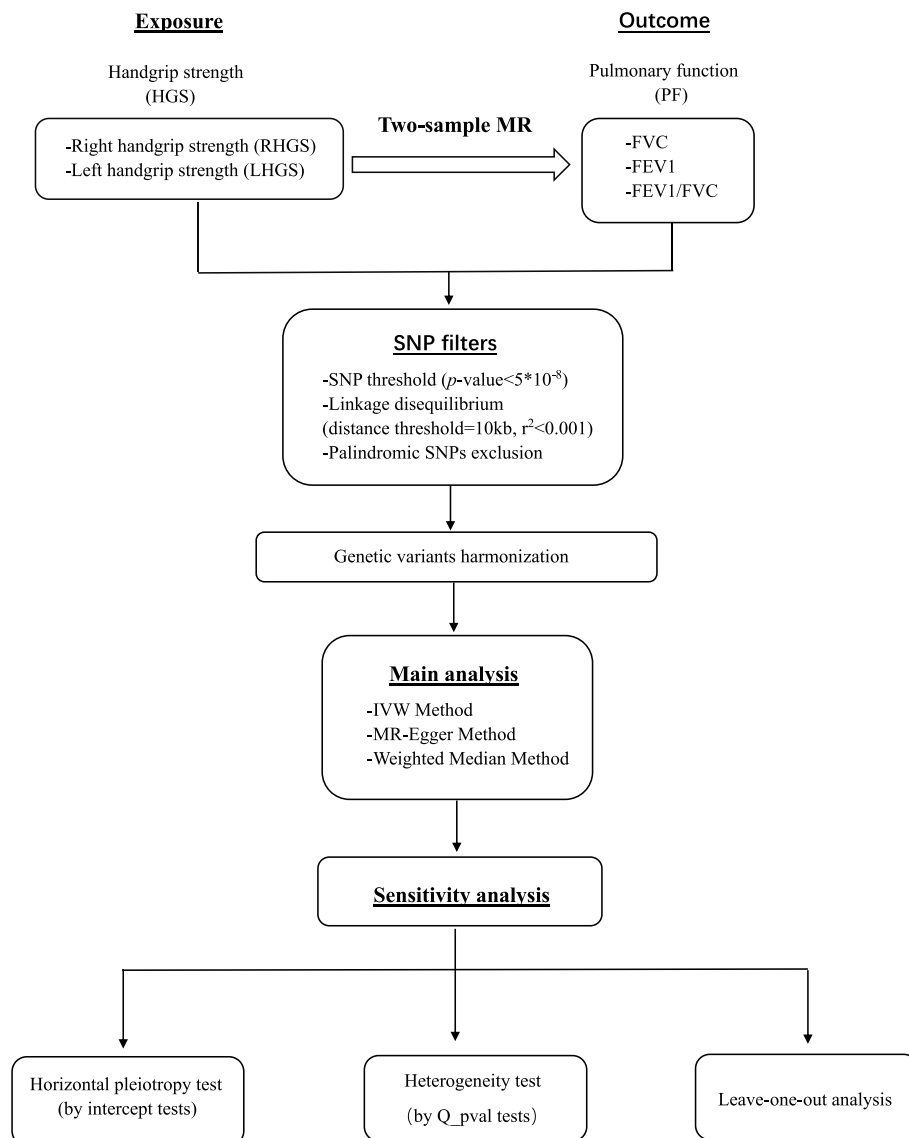 Exposure
Outcome
Handgrip strength
(HGS)
Pulmonary function
(PF)
-Right handgrip strength (RHGS)
-Left handgrip strength (LHGS)
Two-sample MR
-FVC
-FEV1
-FEV1/FVC
SNP filters
-SNP threshold (p-value<5*10⁻⁸)
-Linkage disequilibrium
(distance threshold=10kb, r²<0.001)
-Palindromic SNPs exclusion
Genetic variants harmonization
Main analysis
-IVW Method
-MR-Egger Method
-Weighted Median Method
Sensitivity analysis
Horizontal pleiotropy test
(by intercept tests)
Heterogeneity test
(by Q_pval tests)
Leave-one-out analysis